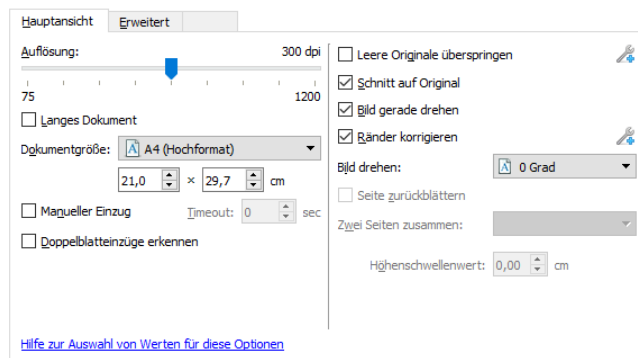 Hauptansicht Erweitert
Auflösung: 300 dpi
75 1200
Langes Dokument
Dokumentgröße: A4 (Hochformat)
21,0 × 29,7 cm
Manueller Einzug Timeout: 0 sec
Doppelblatteinzüge erkennen
Hilfe zur Auswahl von Werten für diese Optionen
Leere Originale überspringen
Schnitt auf Original
Bild gerade drehen
Ränder korrigieren
Bild drehen: 0 Grad
Seite zurückblättern
Zwei Seiten zusammen:
Höhenschwellenwert: 0,00 cm